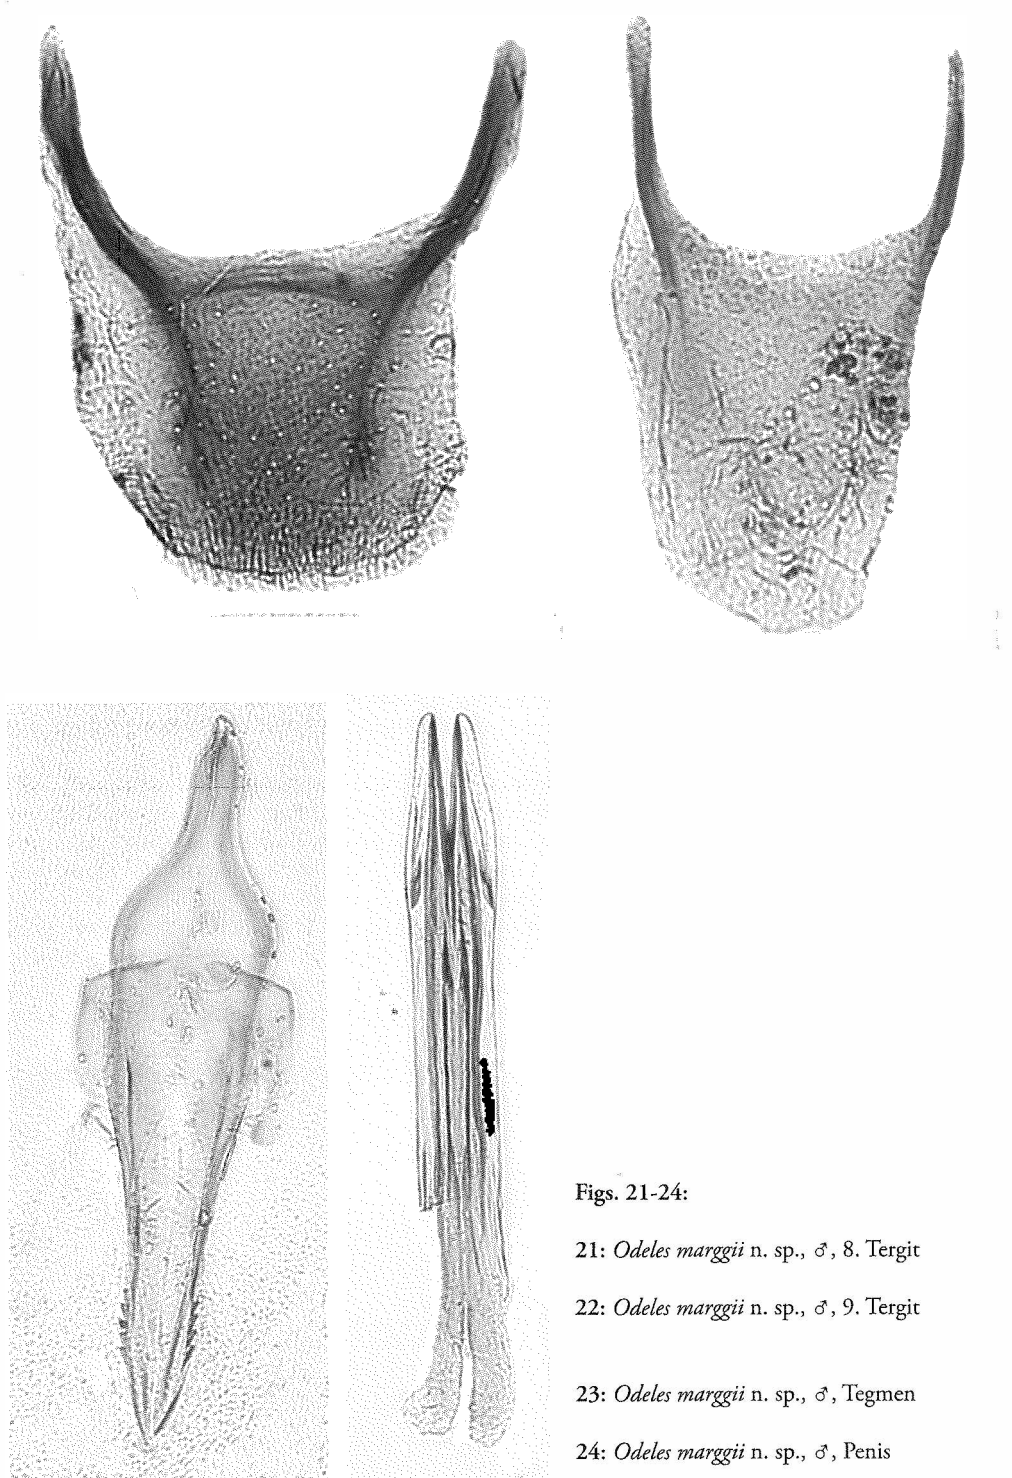 Figs. 21-24:
21: Odeles marggii n. sp., ♂, 8. Tergit
22: Odeles marggii n. sp., ♂, 9. Tergit
23: Odeles marggii n. sp., ♂, Tegmen
24: Odeles marggii n. sp., ♂, Penis